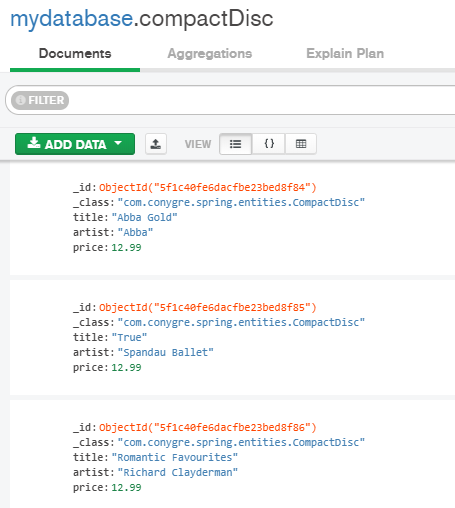 mydatabase.compactDisc
Documents Aggregations Explain Plan
FILTER
ADD DATA VIEW { }
_id: ObjectId("5f1c40fe6dacfbe23bed8f84")
_class: "com.conygre.spring.entities.CompactDisc"
title: "Abba Gold"
artist: "Abba"
price: 12.99
_id: ObjectId("5f1c40fe6dacfbe23bed8f85")
_class: "com.conygre.spring.entities.CompactDisc"
title: "True"
artist: "Spandau Ballet"
price: 12.99
_id: ObjectId("5f1c40fe6dacfbe23bed8f86")
_class: "com.conygre.spring.entities.CompactDisc"
title: "Romantic Favourites"
artist: "Richard Clayderman"
price: 12.99